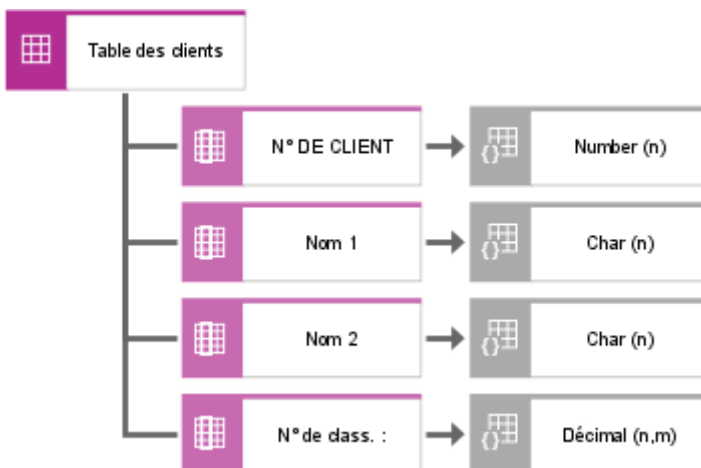 Table des clients
N° DE CLIENT
Number (n)
Nom 1
Char (n)
Nom 2
Char (n)
N° de class. :
Décimal (n,m)